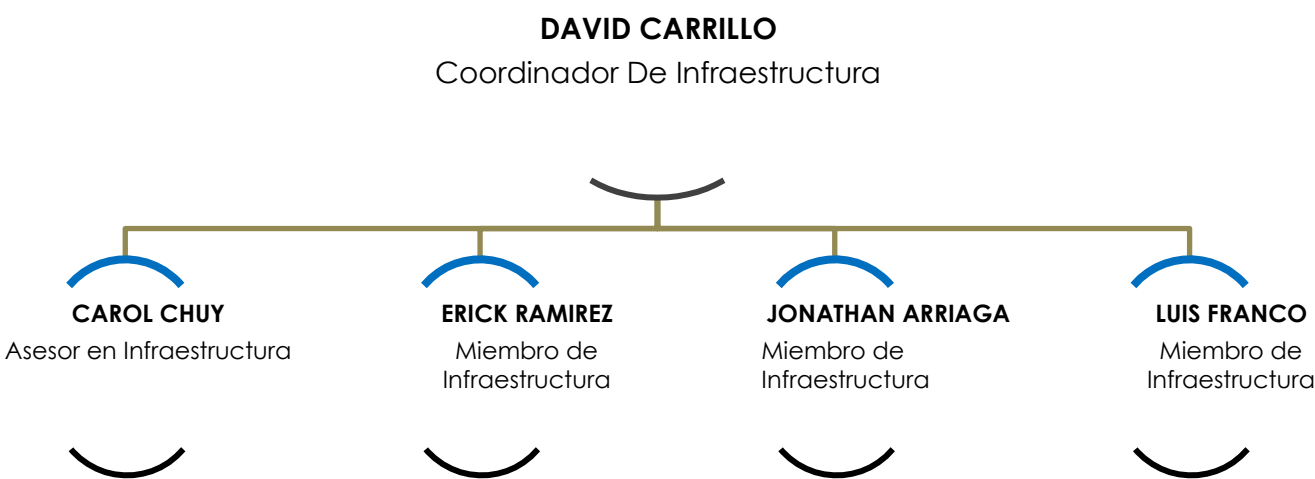 DAVID CARRILLO
Coordinador De Infraestructura
CAROL CHUY
Asesor en Infraestructura
ERICK RAMIREZ
Miembro de
Infraestructura
JONATHAN ARRIAGA
Miembro de
Infraestructura
LUIS FRANCO
Miembro de
Infraestructura